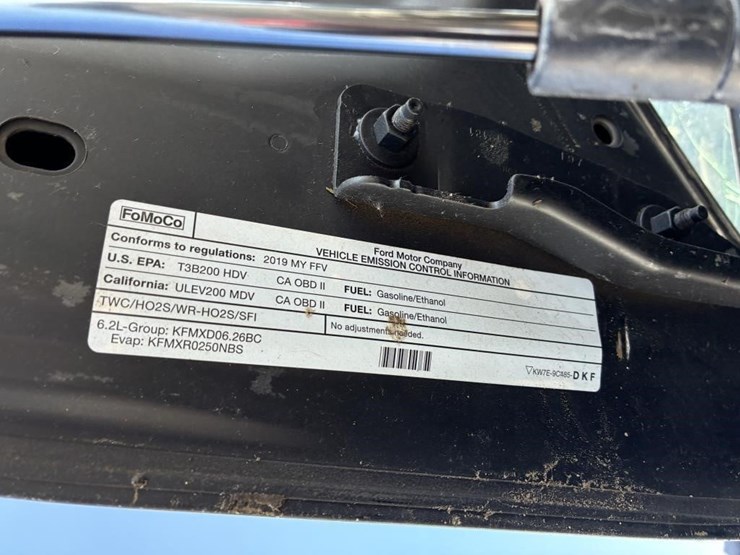 FoMoCo
Ford Motor Company
VEHICLE EMISSION CONTROL INFORMATION
Conforms to regulations: 2019 MY FFV
U.S. EPA: T3B200 HDV CA OBD II FUEL: Gasoline/Ethanol
California: ULEV200 MDV CA OBD II FUEL: Gasoline/Ethanol
TWC/HO2S/WR-HO2S/SFI
No adjustments needed.
6.2L-Group: KFMXD06.26BC
Evap: KFMXR0250NBS
KW7E-9C485-DKF